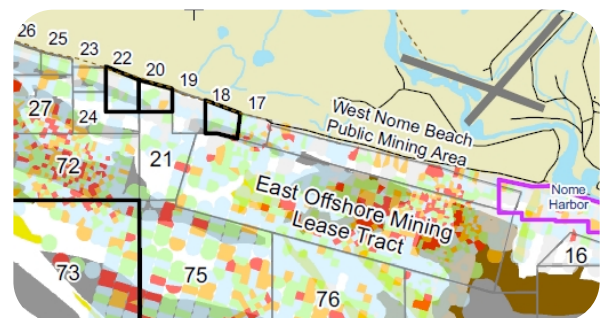 26
25
23
22
20
19
18
17
West Nome Beach
Public Mining Area
27
24
72
21
Nome
Harbor
East Offshore Mining
Lease Tract
16
73
75
76